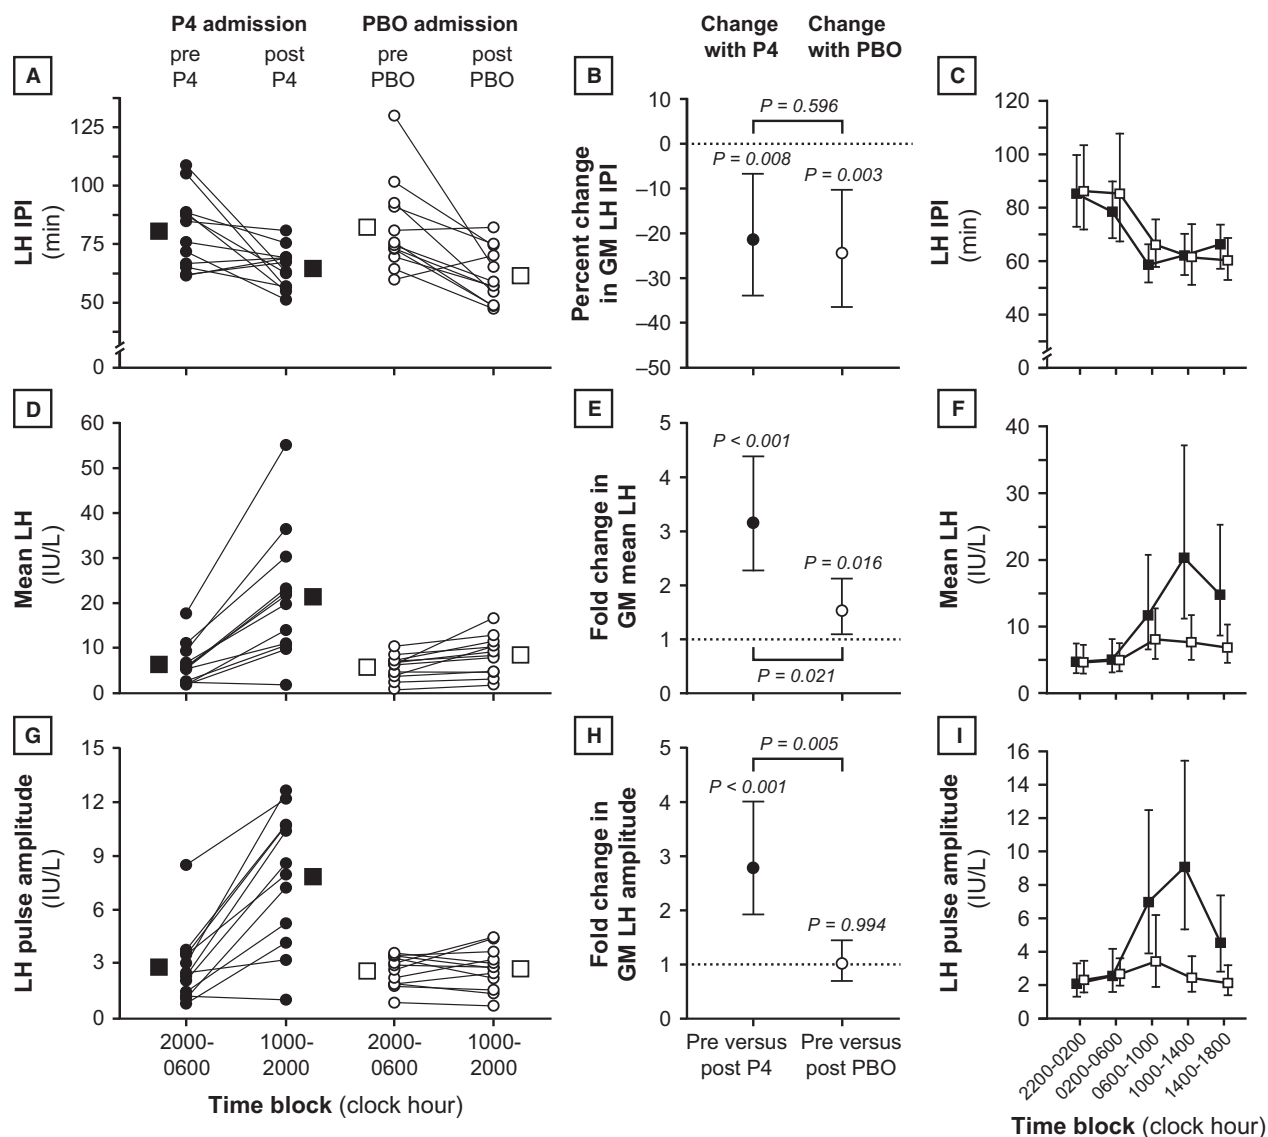 P4 admission
PBO admission
pre
P4
post
P4
pre
PBO
post
PBO
Change
with P4
Change
with PBO
A
LH IPI
(min)
125
100
75
50
0
B
Percent change
in GM LH IPI
10
0
–10
–20
–30
–40
–50
P = 0.596
P = 0.008
P = 0.003
C
LH IPI
(min)
120
100
80
60
40
0
D
Mean LH
(IU/L)
60
50
40
30
20
10
0
E
Fold change in
GM mean LH
5
4
3
2
1
0
P < 0.001
P = 0.016
P = 0.021
F
Mean LH
(IU/L)
40
30
20
10
0
G
LH pulse amplitude
(IU/L)
15
12
9
6
3
0
2000-
0600
1000-
2000
2000-
0600
1000-
2000
Time block (clock hour)
H
Fold change in
GM LH amplitude
5
4
3
2
1
0
P = 0.005
P < 0.001
P = 0.994
Pre versus
post P4
Pre versus
post PBO
I
LH pulse amplitude
(IU/L)
16
14
12
10
8
6
4
2
0
2200-0200
0200-0600
0600-1000
1000-1400
1400-1800
Time block (clock hour)